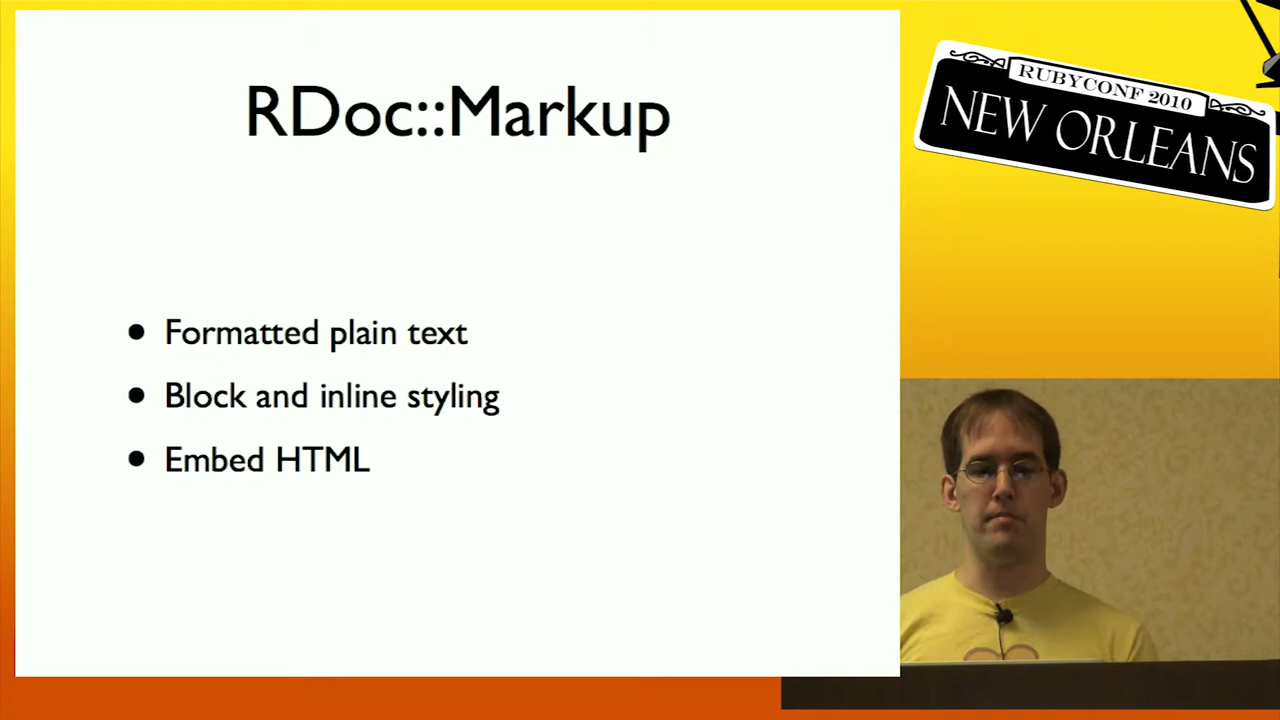 RDoc::Markup
• Formatted plain text
• Block and inline styling
• Embed HTML
RUBYCONF 2010
NEW ORLEANS